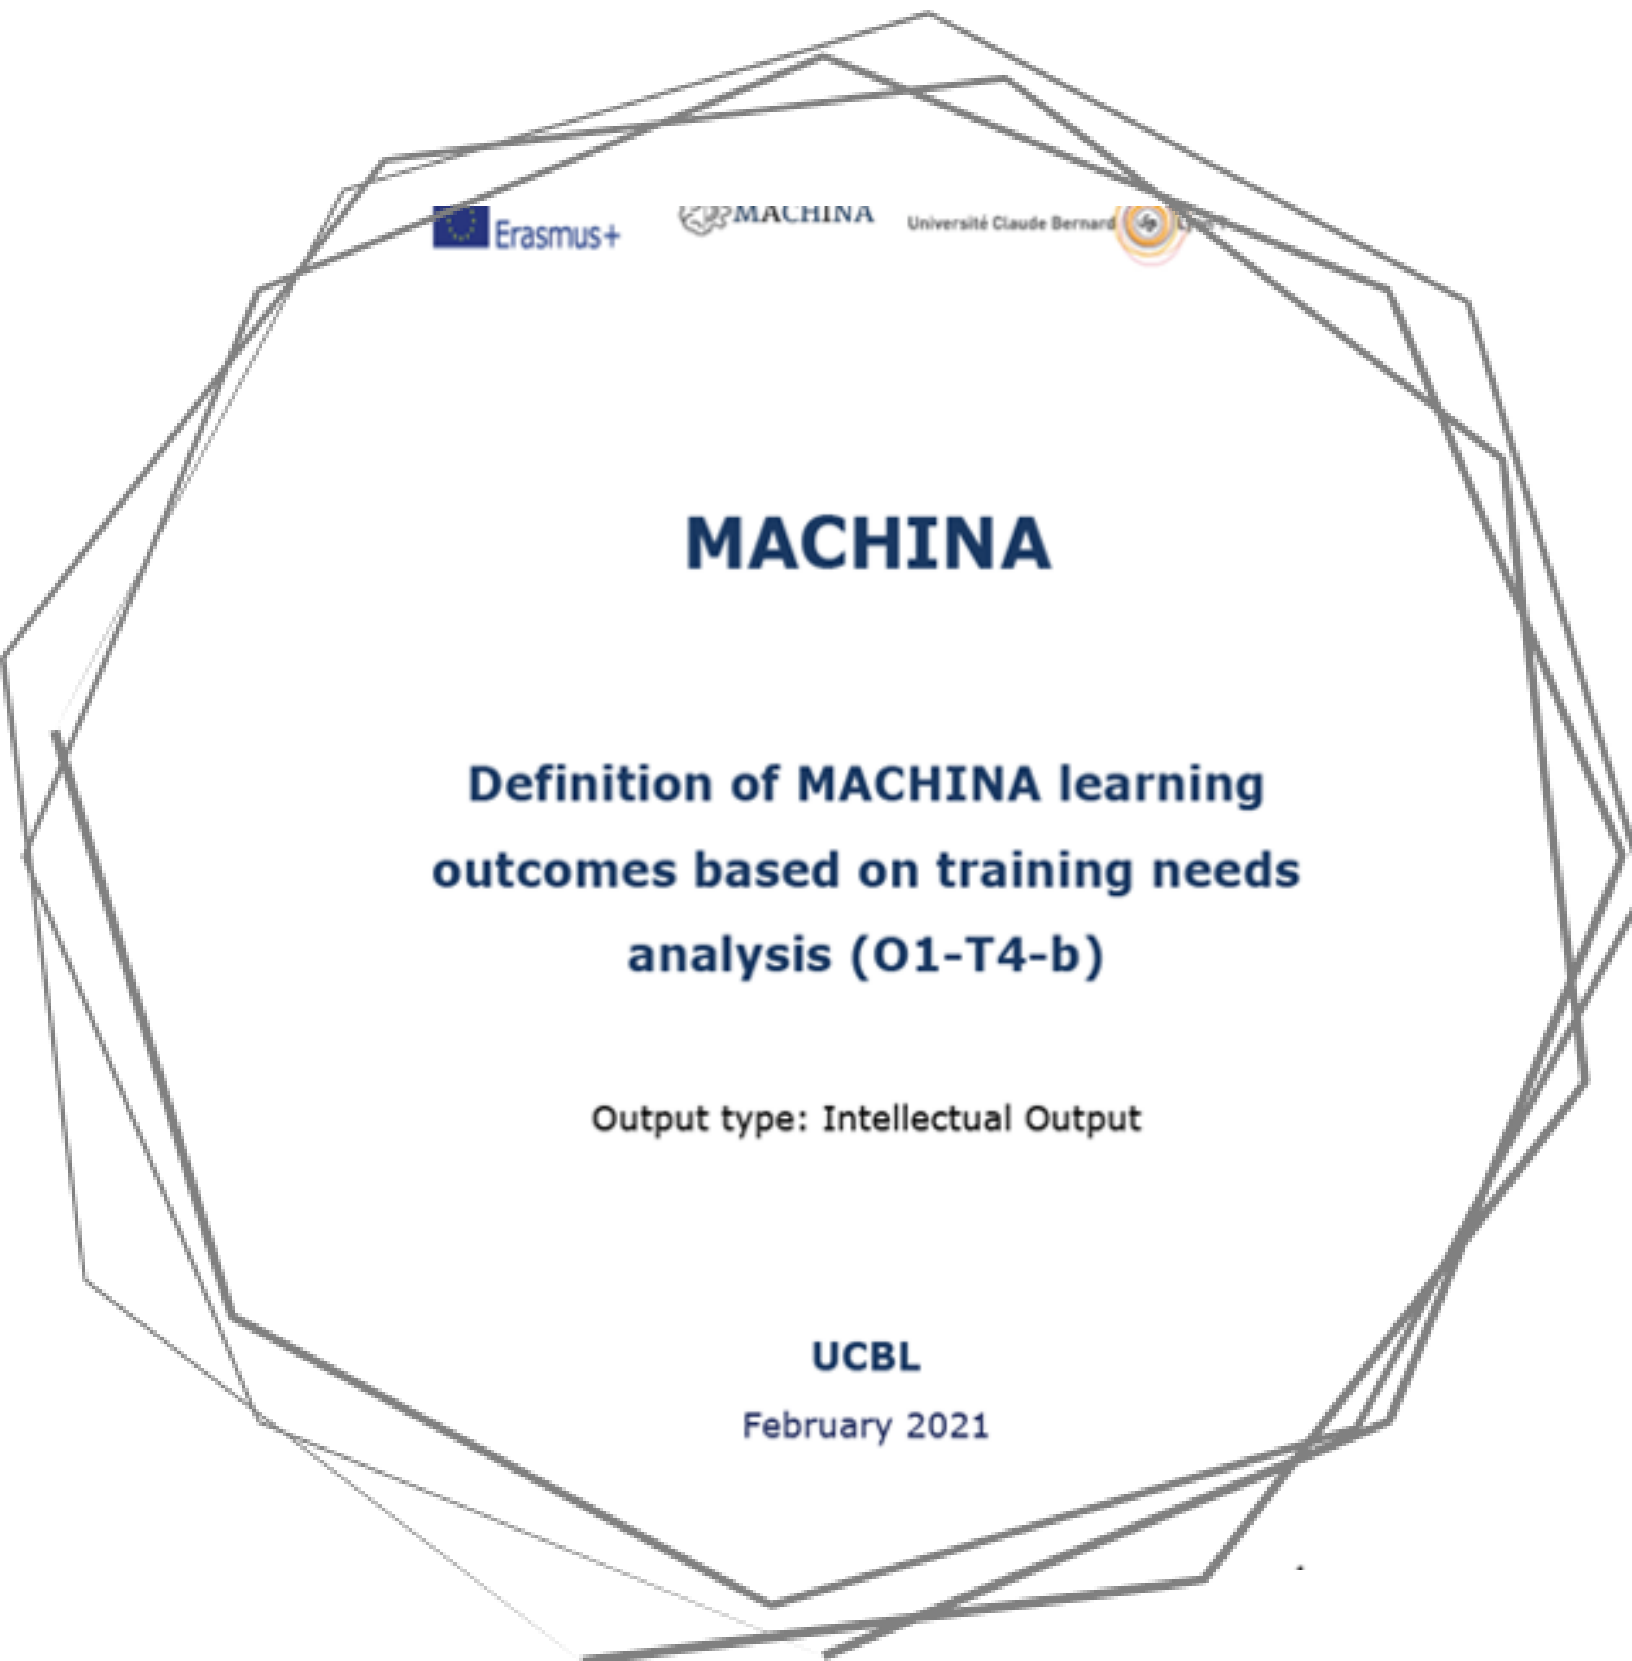 Erasmus+ MACHINA Université Claude Bernard
MACHINA
Definition of MACHINA learning
outcomes based on training needs
analysis (O1-T4-b)
Output type: Intellectual Output
UCBL
February 2021